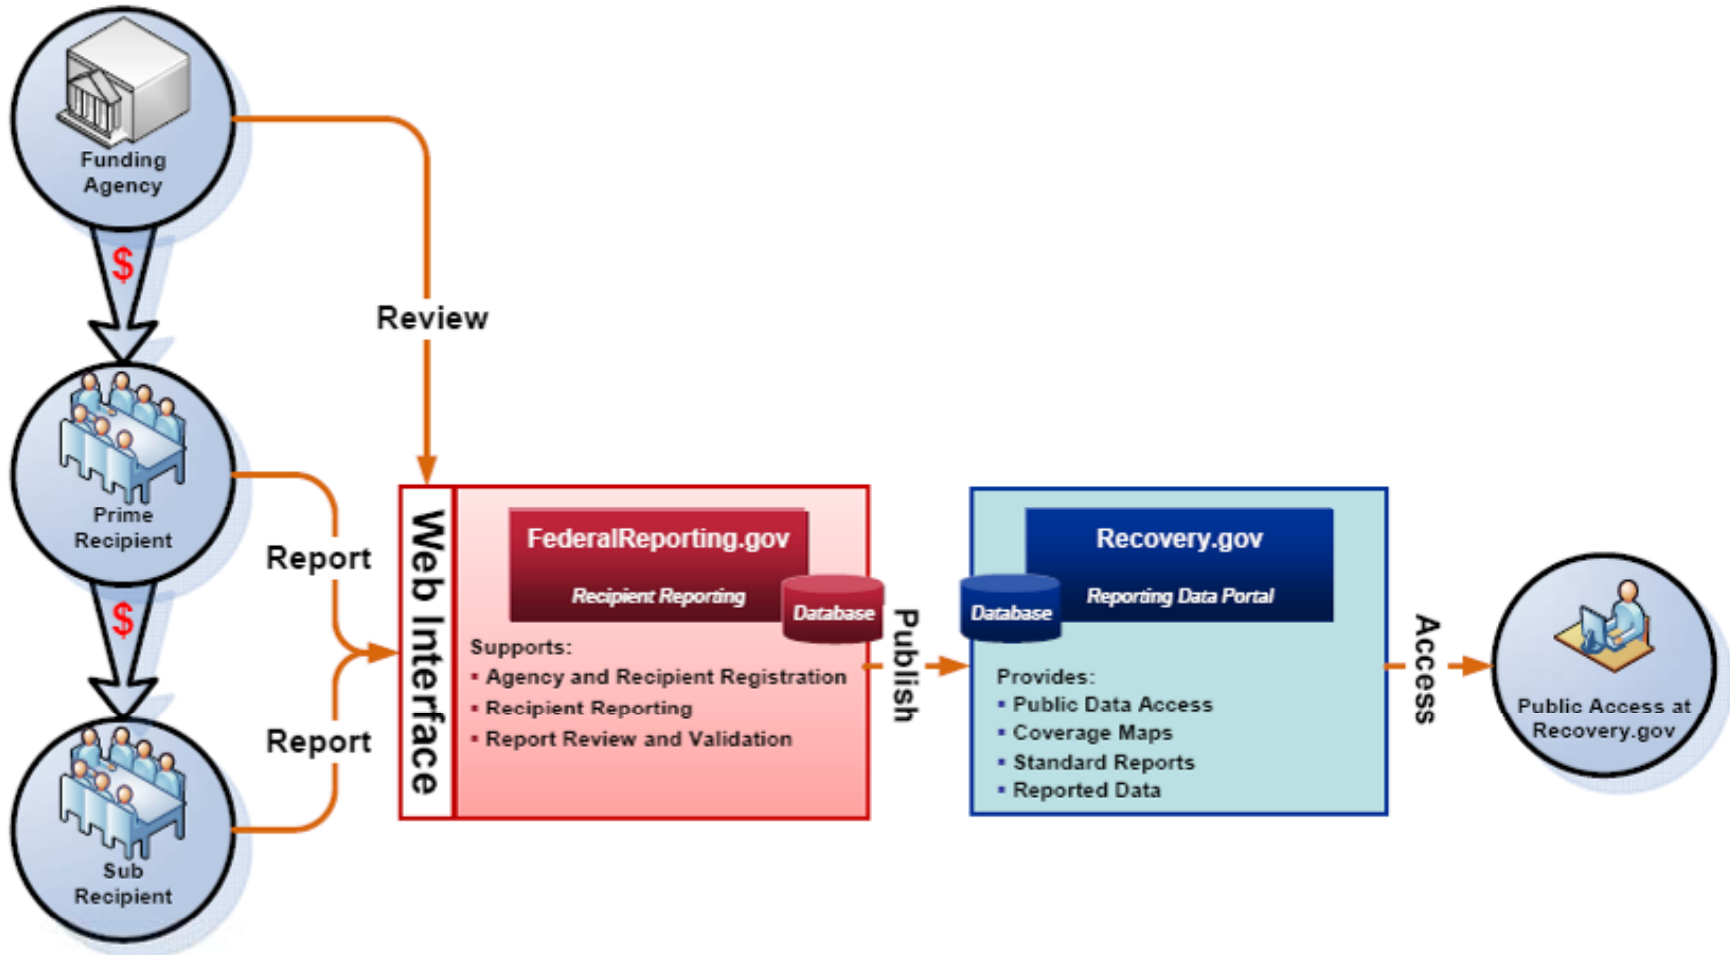 Funding
Agency
$
Review
Prime
Recipient
Report
$
Report
Sub
Recipient
Web Interface
FederalReporting.gov
Recipient Reporting
Database
Supports:
▪ Agency and Recipient Registration
▪ Recipient Reporting
▪ Report Review and Validation
Publish
Recovery.gov
Reporting Data Portal
Database
Provides:
▪ Public Data Access
▪ Coverage Maps
▪ Standard Reports
▪ Reported Data
Access
Public Access at
Recovery.gov